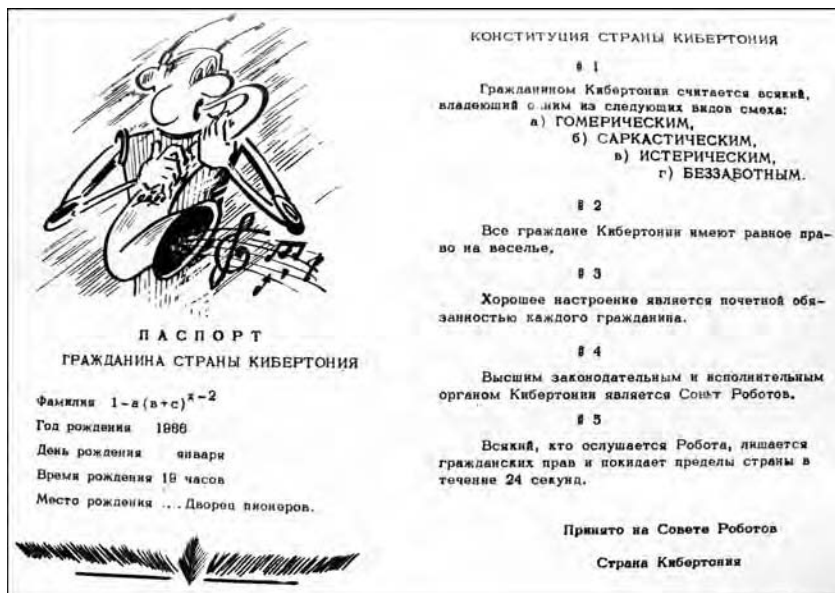 ПАСПОРТ
ГРАЖДАНИНА СТРАНЫ КИБЕРТОНИЯ
Фамилия 1-а(в+с)ˣ⁻²
Год рождения 1966
День рождения января
Время рождения 19 часов
Место рождения ... Дворец пионеров.
КОНСТИТУЦИЯ СТРАНЫ КИБЕРТОНИЯ
§ 1
Гражданином Кибертонии считается всякий,
владеющий одним из следующих видов смеха:
а) ГОМЕРИЧЕСКИМ,
б) САРКАСТИЧЕСКИМ,
в) ИСТЕРИЧЕСКИМ,
г) БЕЗЗАБОТНЫМ.
§ 2
Все граждане Кибертонии имеют равное пра-
во на веселье.
§ 3
Хорошее настроение является почетной обя-
занностью каждого гражданина.
§ 4
Высшим законодательным и исполнительным
органом Кибертонии является Совет Роботов.
§ 5
Всякий, кто ослушается Робота, лишается
гражданских прав и покидает пределы страны в
течение 24 секунд.
Принято на Совете Роботов
Страна Кибертония